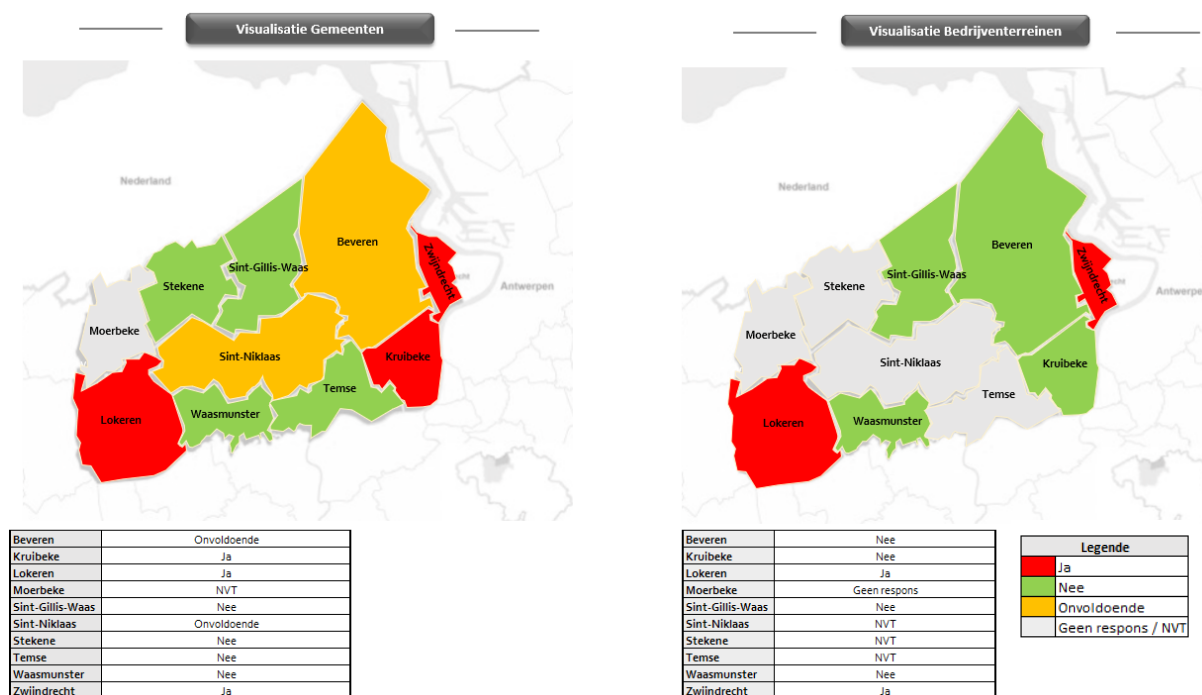 Visualisatie Gemeenten
Nederland
Beveren
Sint-Gillis-Waas
Zwijndrecht
Stekene
Antwerpen
Moerbeke
Sint-Niklaas
Kruibeke
Temse
Waasmunster
Lokeren
Beveren Onvoldoende
Kruibeke Ja
Lokeren Ja
Moerbeke NVT
Sint-Gillis-Waas Nee
Sint-Niklaas Onvoldoende
Stekene Nee
Temse Nee
Waasmunster Nee
Zwijndrecht Ja
Visualisatie Bedrijventerreinen
Nederland
Beveren
Zwijndrecht
Sint-Gillis-Waas
Stekene
Antwerpen
Moerbeke
Sint-Niklaas
Kruibeke
Temse
Waasmunster
Lokeren
Beveren Nee
Kruibeke Nee
Lokeren Ja
Moerbeke Geen respons
Sint-Gillis-Waas Nee
Sint-Niklaas NVT
Stekene NVT
Temse NVT
Waasmunster Nee
Zwijndrecht Ja
Legende
Ja
Nee
Onvoldoende
Geen respons / NVT